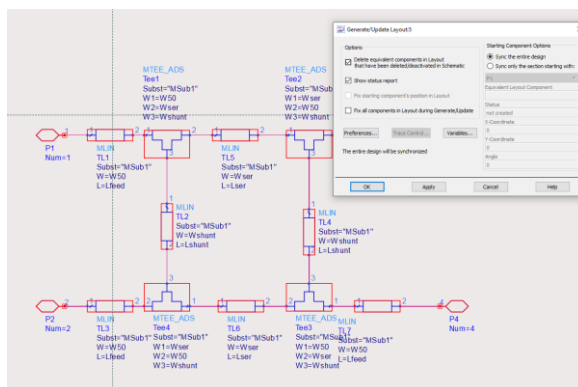 Generate/Update Layout:5
Options
Delete equivalent components in Layout
that have been deleted/deactivated in Schematic
Show status report
Fix starting component's position in Layout
Fix all components in Layout during Generate/Update
Preferences...
Trace Control...
Variables...
The entire design will be synchronized
Starting Component Options
Sync the entire design
Sync only the section starting with:
P1
Equivalent Layout Component
Status
not created
X-Coordinate
0
Y-Coordinate
0
Angle
0
OK
Apply
Cancel
Help
MTEE_ADS
Tee1
Subst="MSub1"
W1=W50
W2=Wser
W3=Wshunt
MTEE_ADS
Tee2
Subst="MSub1"
W1=Wser
W2=W50
W3=Wshunt
P1
Num=1
MLIN
TL1
Subst="MSub1"
W=W50
L=Lfeed
MLIN
TL5
Subst="MSub1"
W=Wser
L=Lser
MLIN
TL2
Subst="MSub1"
W=Wshunt
L=Lshunt
MLIN
TL4
Subst="MSub1"
W=Wshunt
L=Lshunt
P2
Num=2
MLIN
TL3
Subst="MSub1"
W=W50
L=Lfeed
MTEE_ADS
Tee4
Subst="MSub1"
W1=Wser
W2=W50
W3=Wshunt
MLIN
TL6
Subst="MSub1"
W=Wser
L=Lser
MTEE_ADS
Tee3
Subst="MSub1"
W1=W50
W2=Wser
W3=Wshunt
MLIN
TL7
Subst="MSub1"
W=W50
L=Lfeed
P4
Num=4